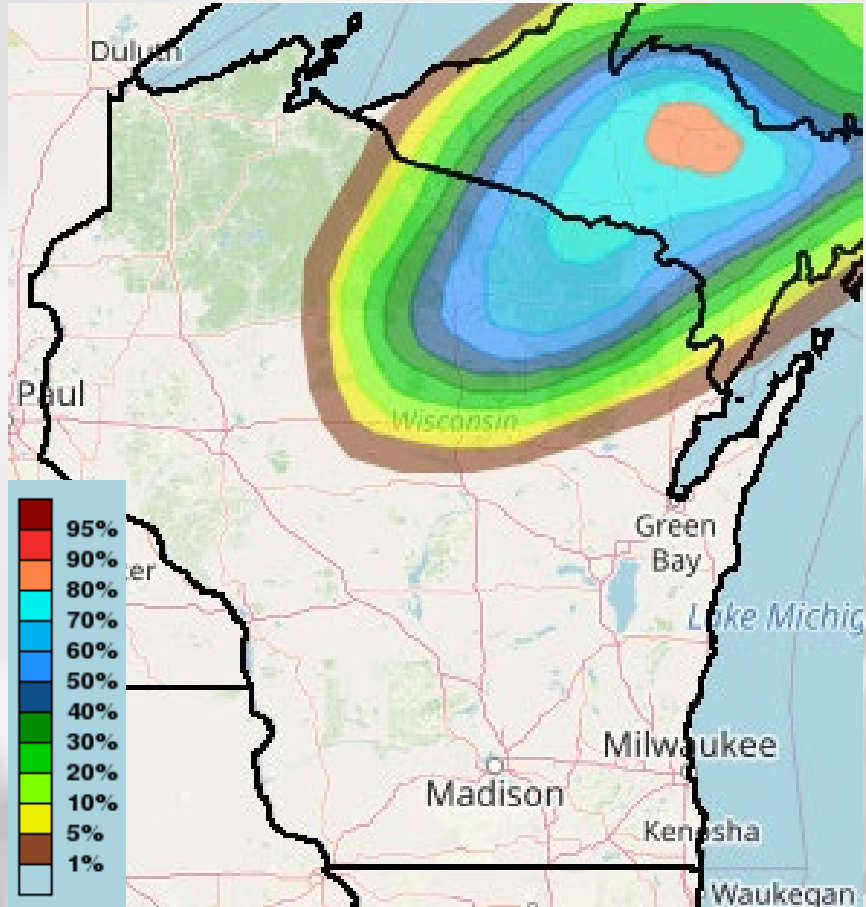 Duluth
Paul
Wisconsin
Green
Bay
95%
90%
80%
70%
60%
50%
40%
30%
20%
10%
5%
1%
ter
Lake Michig
Milwaukee
Madison
Kenosha
Waukegan